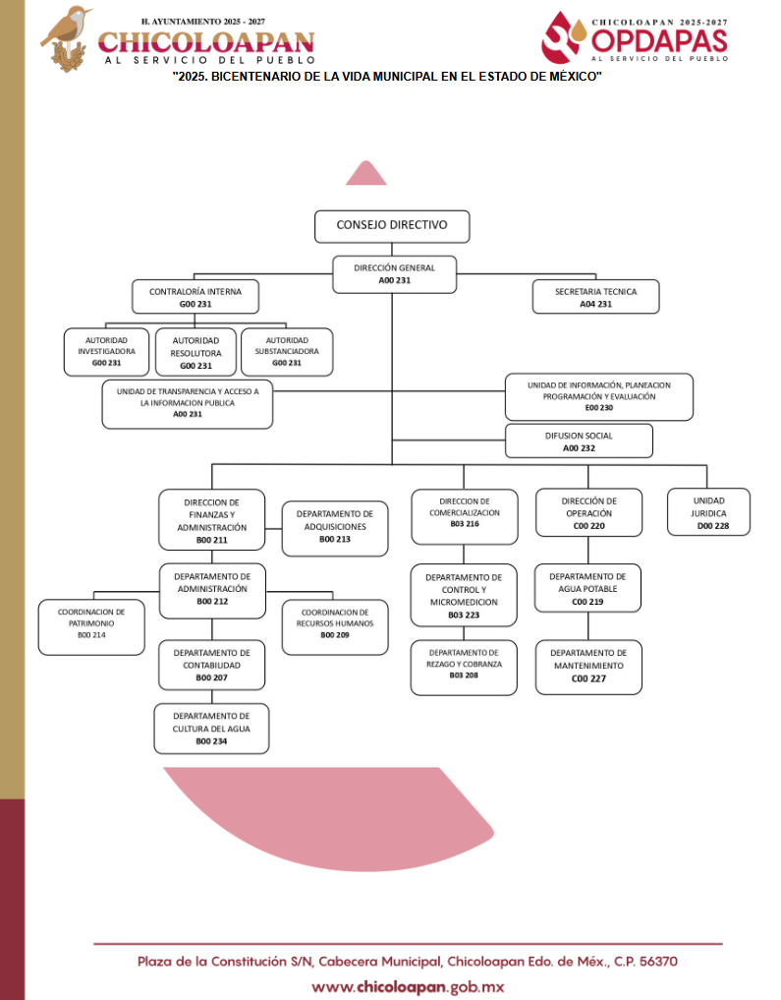 H. AYUNTAMIENTO 2025 - 2027
CHICOLOAPAN
AL SERVICIO DEL PUEBLO
CHICOLOAPAN 2025-2027
OPDAPAS
AL SERVICIO DEL PUEBLO
"2025. BICENTENARIO DE LA VIDA MUNICIPAL EN EL ESTADO DE MÉXICO"
CONSEJO DIRECTIVO
DIRECCIÓN GENERAL
A00 231
CONTRALORÍA INTERNA
G00 231
SECRETARIA TECNICA
A04 231
AUTORIDAD
INVESTIGADORA
G00 231
AUTORIDAD
RESOLUTORA
G00 231
AUTORIDAD
SUBSTANCIADORA
G00 231
UNIDAD DE TRANSPARENCIA Y ACCESO A
LA INFORMACION PUBLICA
A00 231
UNIDAD DE INFORMACIÓN, PLANEACION
PROGRAMACIÓN Y EVALUACIÓN
E00 230
DIFUSION SOCIAL
A00 232
DIRECCION DE
FINANZAS Y
ADMINISTRACIÓN
B00 211
DEPARTAMENTO DE
ADQUISICIONES
B00 213
DIRECCION DE
COMERCIALIZACION
B03 216
DIRECCIÓN DE
OPERACIÓN
C00 220
UNIDAD
JURIDICA
D00 228
DEPARTAMENTO DE
ADMINISTRACIÓN
B00 212
DEPARTAMENTO DE
CONTROL Y
MICROMEDICION
B03 223
DEPARTAMENTO DE
AGUA POTABLE
C00 219
COORDINACION DE
PATRIMONIO
B00 214
COORDINACION DE
RECURSOS HUMANOS
B00 209
DEPARTAMENTO DE
CONTABILIDAD
B00 207
DEPARTAMENTO DE
REZAGO Y COBRANZA
B03 208
DEPARTAMENTO DE
MANTENIMIENTO
C00 227
DEPARTAMENTO DE
CULTURA DEL AGUA
B00 234
Plaza de la Constitución S/N, Cabecera Municipal, Chicoloapan Edo. de Méx., C.P. 56370
www.chicoloapan.gob.mx